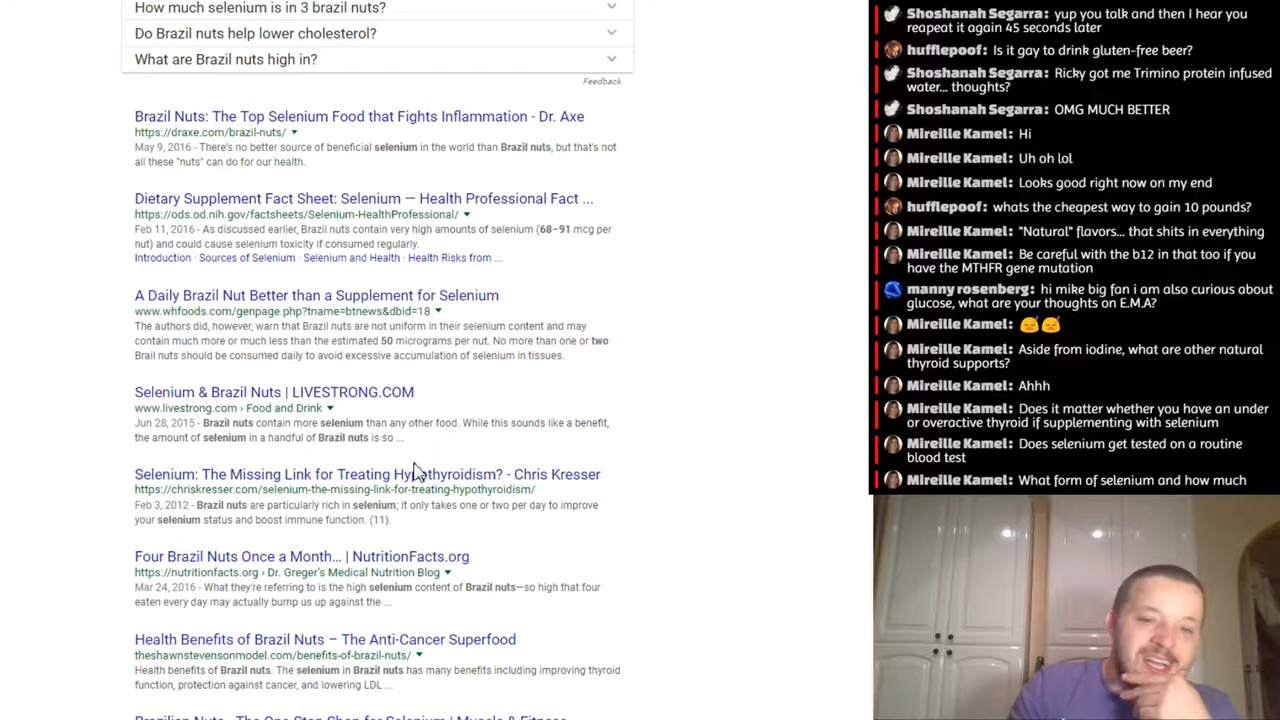 How much selenium is in 3 brazil nuts?
Do Brazil nuts help lower cholesterol?
What are Brazil nuts high in?
Feedback
Brazil Nuts: The Top Selenium Food that Fights Inflammation - Dr. Axe
https://draxe.com/brazil-nuts/
May 9, 2016 - There's no better source of beneficial selenium in the world than Brazil nuts, but that's not
all these "nuts" can do for our health.
Dietary Supplement Fact Sheet: Selenium — Health Professional Fact ...
https://ods.od.nih.gov/factsheets/Selenium-HealthProfessional/
Feb 11, 2016 - As discussed earlier, Brazil nuts contain very high amounts of selenium (68–91 mcg per
nut) and could cause selenium toxicity if consumed regularly.
Introduction · Sources of Selenium · Selenium and Health · Health Risks from ...
A Daily Brazil Nut Better than a Supplement for Selenium
www.whfoods.com/genpage.php?tname=btnews&dbid=18
The authors did, however, warn that Brazil nuts are not uniform in their selenium content and may
contain much more or much less than the estimated 50 micrograms per nut. No more than one or two
Brail nuts should be consumed daily to avoid excessive accumulation of selenium in tissues.
Selenium & Brazil Nuts | LIVESTRONG.COM
www.livestrong.com › Food and Drink
Jun 28, 2015 - Brazil nuts contain more selenium than any other food. While this sounds like a benefit,
the amount of selenium in a handful of Brazil nuts is so ...
Selenium: The Missing Link for Treating Hypothyroidism? - Chris Kresser
https://chriskresser.com/selenium-the-missing-link-for-treating-hypothyroidism/
Feb 3, 2012 - Brazil nuts are particularly rich in selenium; it only takes one or two per day to improve
your selenium status and boost immune function. (11).
Four Brazil Nuts Once a Month... | NutritionFacts.org
https://nutritionfacts.org › Dr. Greger's Medical Nutrition Blog
Mar 24, 2016 - What they're referring to is the high selenium content of Brazil nuts—so high that four
eaten every day may actually bump us up against the ...
Health Benefits of Brazil Nuts – The Anti-Cancer Superfood
theshawnstevensonmodel.com/benefits-of-brazil-nuts/
Health benefits of Brazil nuts. The selenium in Brazil nuts has many benefits including improving thyroid
function, protection against cancer, and lowering LDL ...
Brazilian Nuts - The One Stop Shop for Selenium | Muscle & Fitness
Shoshanah Segarra: yup you talk and then I hear you
reapeat it again 45 seconds later
hufflepoof: Is it gay to drink gluten-free beer?
Shoshanah Segarra: Ricky got me Trimino protein infused
water... thoughts?
Shoshanah Segarra: OMG MUCH BETTER
Mireille Kamel: Hi
Mireille Kamel: Uh oh lol
Mireille Kamel: Looks good right now on my end
hufflepoof: whats the cheapest way to gain 10 pounds?
Mireille Kamel: "Natural" flavors... that shits in everything
Mireille Kamel: Be careful with the b12 in that too if you
have the MTHFR gene mutation
manny rosenberg: hi mike big fan i am also curious about
glucose, what are your thoughts on E.M.A?
Mireille Kamel: 😴😴
Mireille Kamel: Aside from iodine, what are other natural
thyroid supports?
Mireille Kamel: Ahhh
Mireille Kamel: Does it matter whether you have an under
or overactive thyroid if supplementing with selenium
Mireille Kamel: Does selenium get tested on a routine
blood test
Mireille Kamel: What form of selenium and how much